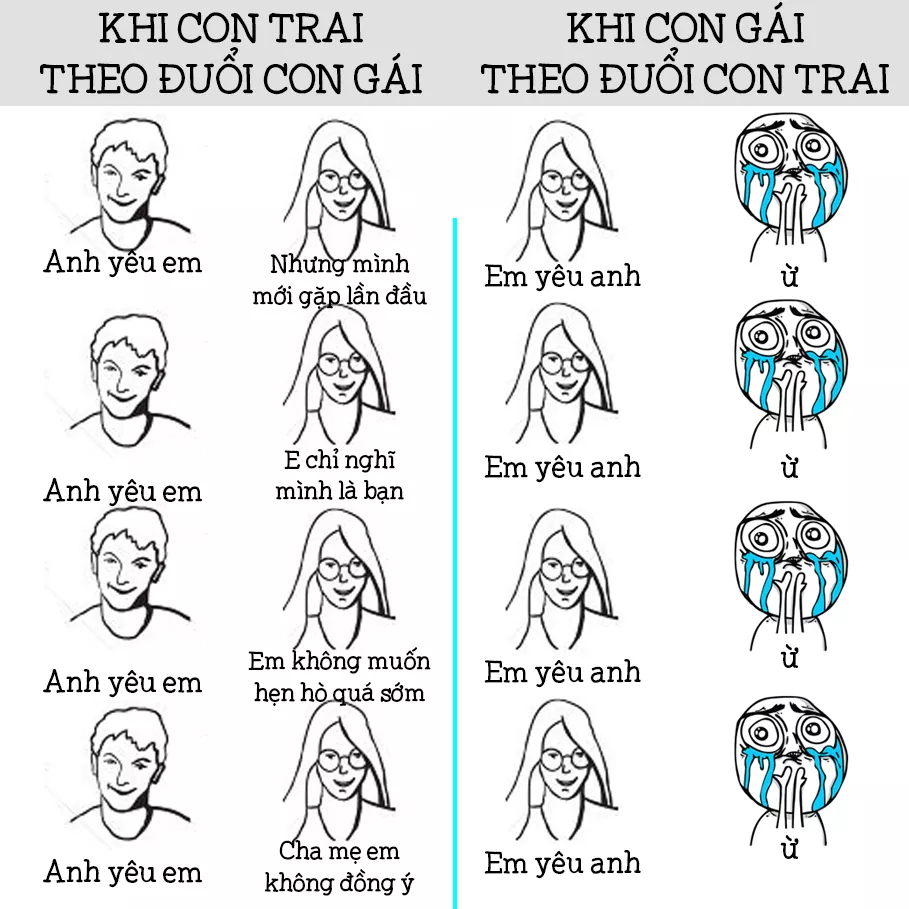 KHI CON TRAI
THEO ĐUỔI CON GÁI
KHI CON GÁI
THEO ĐUỔI CON TRAI
Anh yêu em
Nhưng mình
mới gặp lần đầu
Em yêu anh
ừ
Anh yêu em
E chỉ nghĩ
mình là bạn
Em yêu anh
ừ
Anh yêu em
Em không muốn
hẹn hò quá sớm
Em yêu anh
ừ
Anh yêu em
Cha mẹ em
không đồng ý
Em yêu anh
ừ